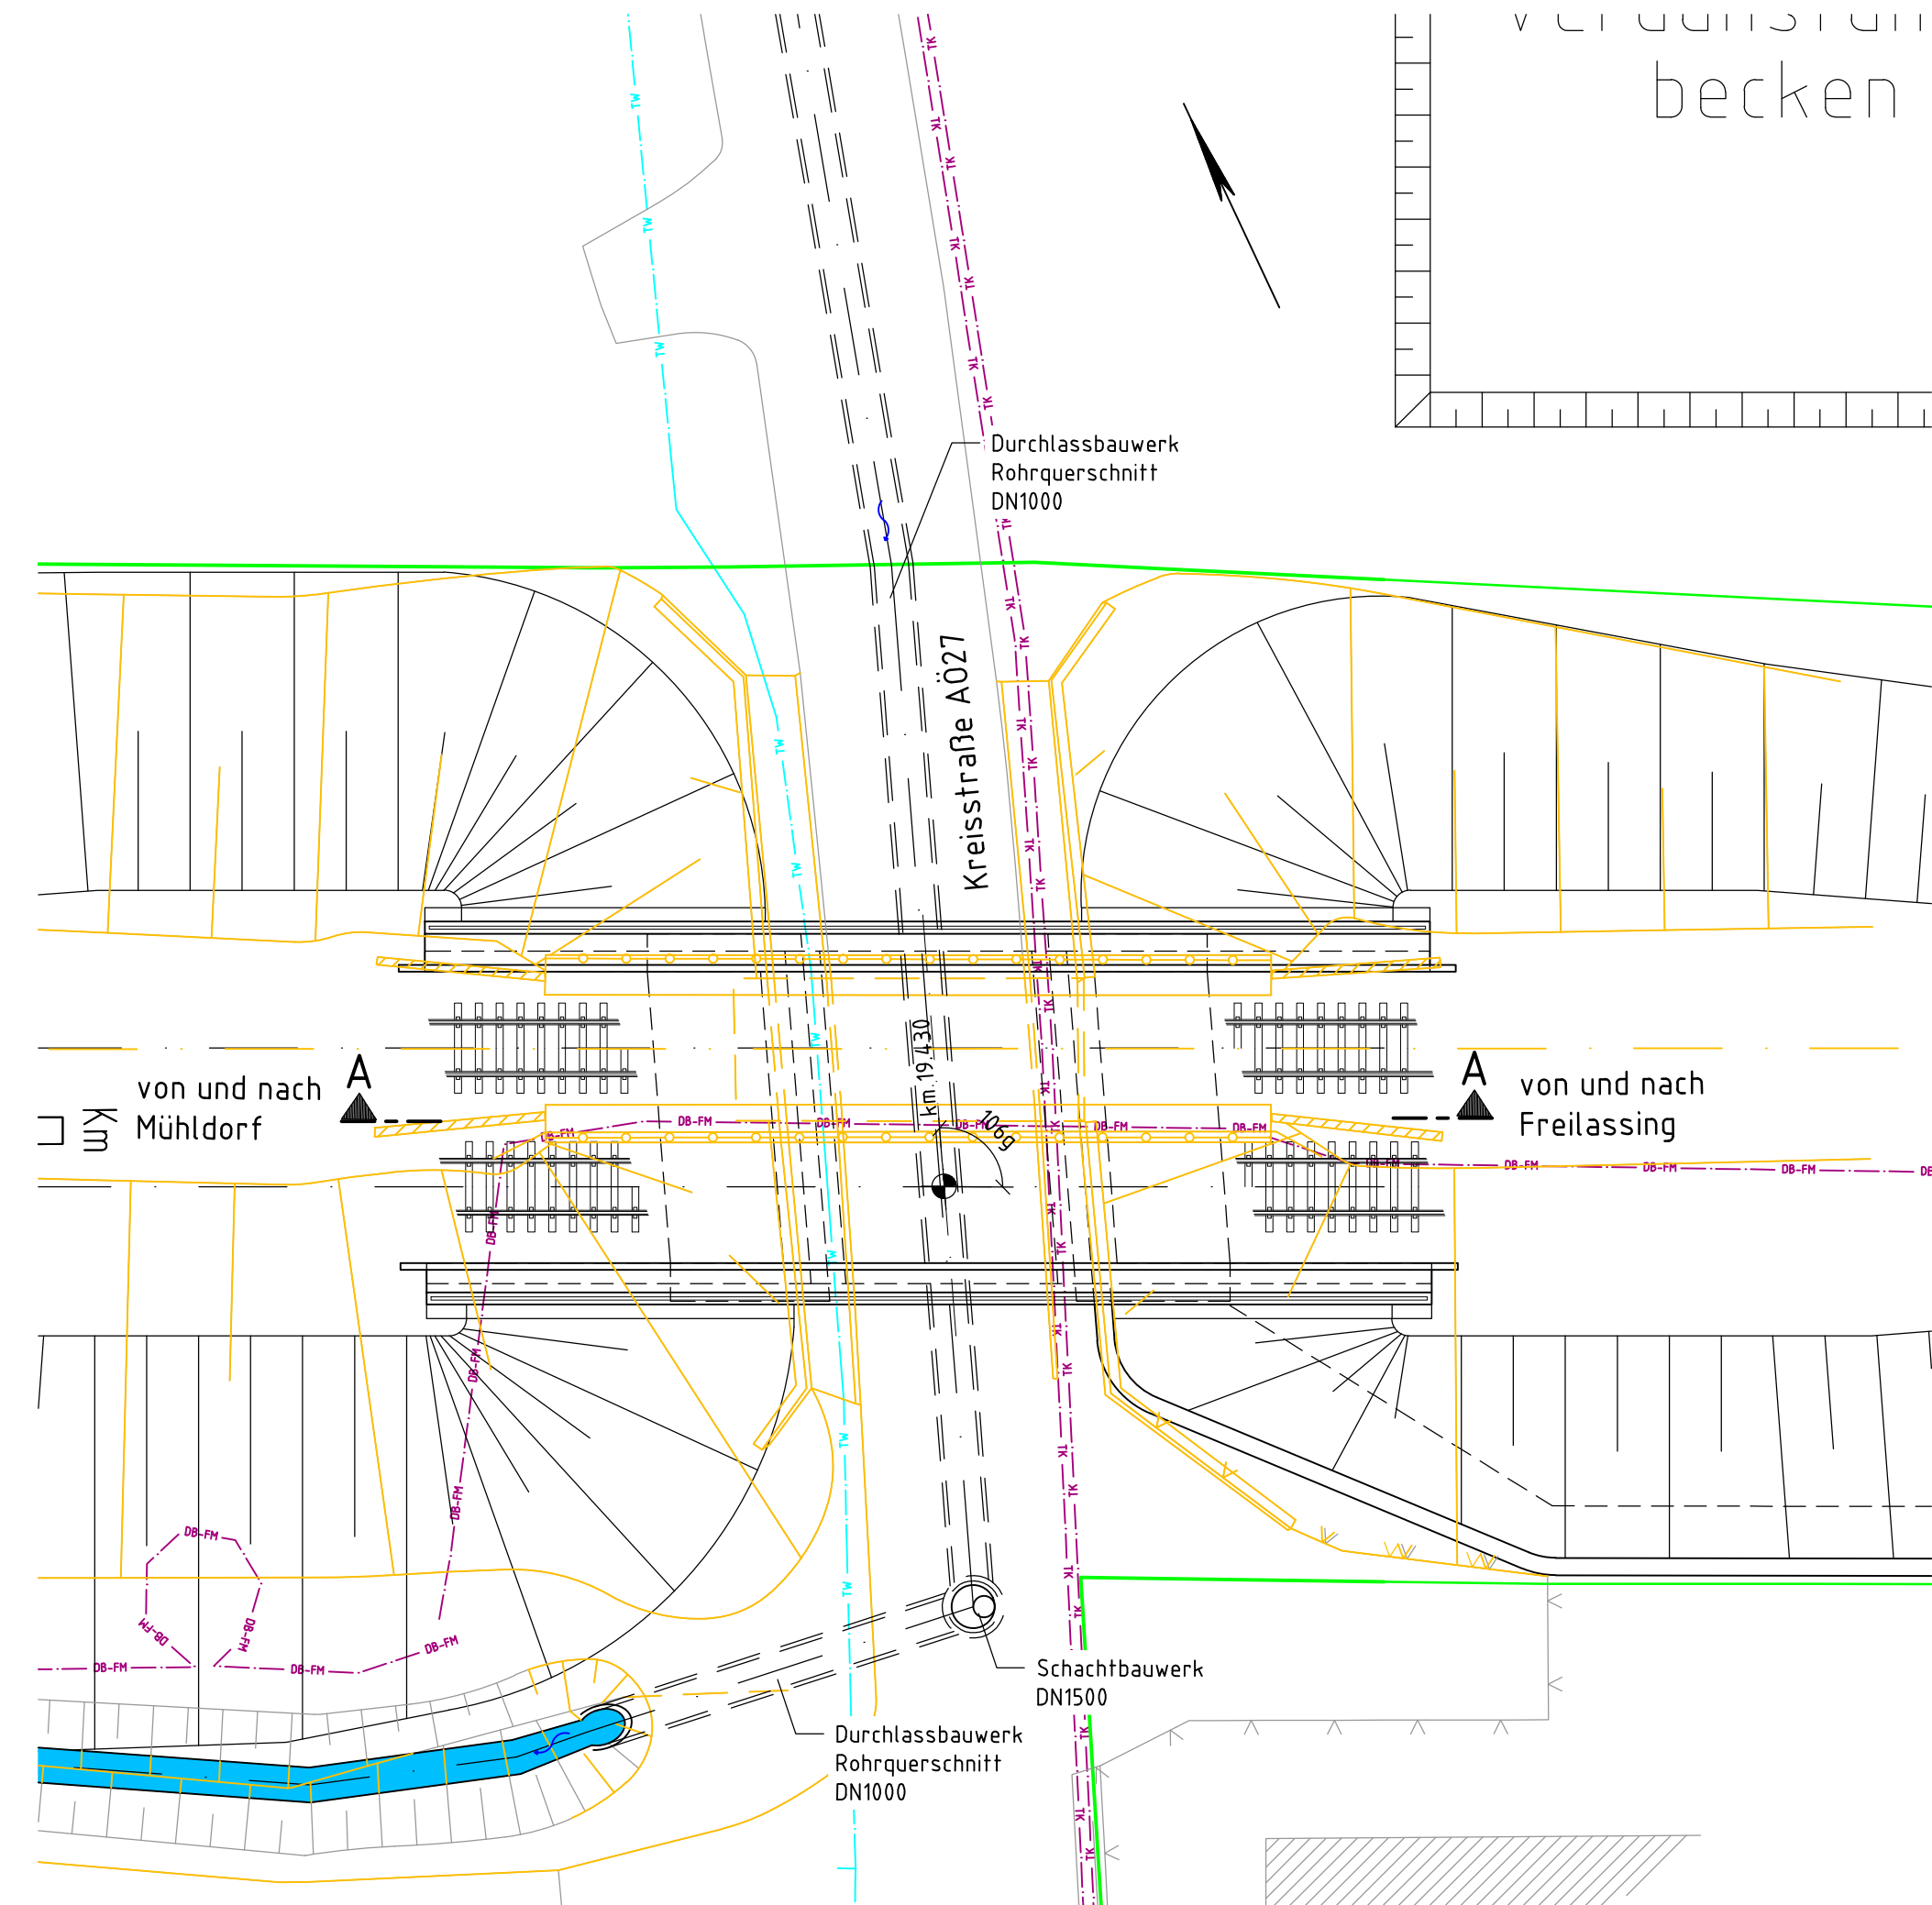 becken
TW
TK
Durchlassbauwerk
Rohrquerschnitt
DN1000
Kreisstraße AÖ27
km.19,430
106g
A
von und nach
Mühldorf
km
A
von und nach
Freilassing
DB-FM
Schachtbauwerk
DN1500
Durchlassbauwerk
Rohrquerschnitt
DN1000